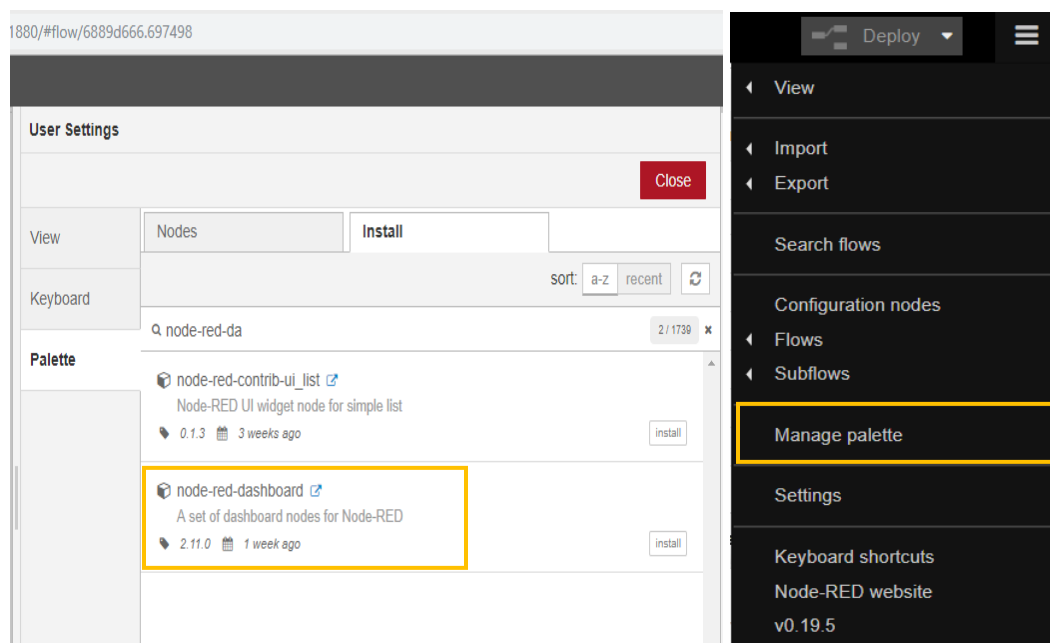 1880/#flow/6889d666.697498
User Settings
Close
View
Keyboard
Palette
Nodes
Install
sort: a-z recent
node-red-da
2 / 1739 ×
node-red-contrib-ui_list
Node-RED UI widget node for simple list
0.1.3 3 weeks ago
install
node-red-dashboard
A set of dashboard nodes for Node-RED
2.11.0 1 week ago
install
Deploy
View
Import
Export
Search flows
Configuration nodes
Flows
Subflows
Manage palette
Settings
Keyboard shortcuts
Node-RED website
v0.19.5